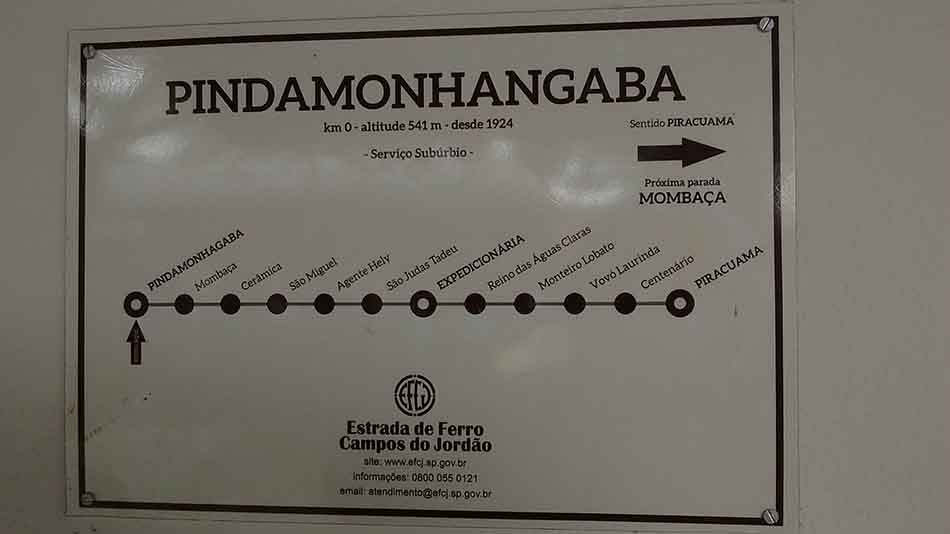 PINDAMONHANGABA
km 0 - altitude 541 m - desde 1924
- Serviço Subúrbio -
Sentido PIRACUAMA
Próxima parada
MOMBAÇA
PINDAMONHAGABA
Mombaça
Cerâmica
São Miguel
Agente Hely
São Judas Tadeu
EXPEDICIONÁRIA
Reino das Águas Claras
Monteiro Lobato
Vovó Laurinda
Centenário
PIRACUAMA
EFCJ
Estrada de Ferro
Campos do Jordão
site: www.efcj.sp.gov.br
informações: 0800 055 0121
email: atendimento@efcj.sp.gov.br